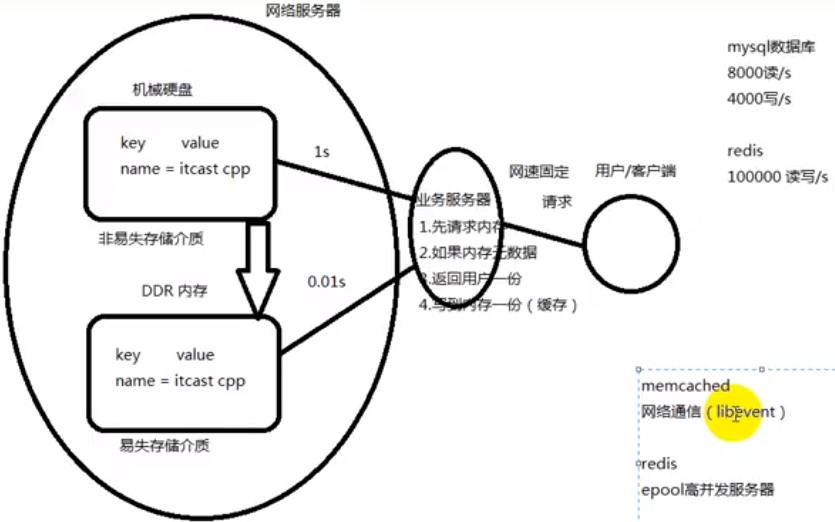 网络服务器
机械硬盘
key value
name = itcast cpp
非易失存储介质
DDR 内存
key value
name = itcast cpp
易失存储介质
1s
0.01s
业务服务器
1.先请求内存
2.如果内存无数据
3.返回用户一份
4.写到内存一份（缓存）
网速固定
请求
用户/客户端
mysql数据库
8000读/s
4000写/s
redis
100000 读写/s
memcached
网络通信（libevent）
redis
epool高并发服务器